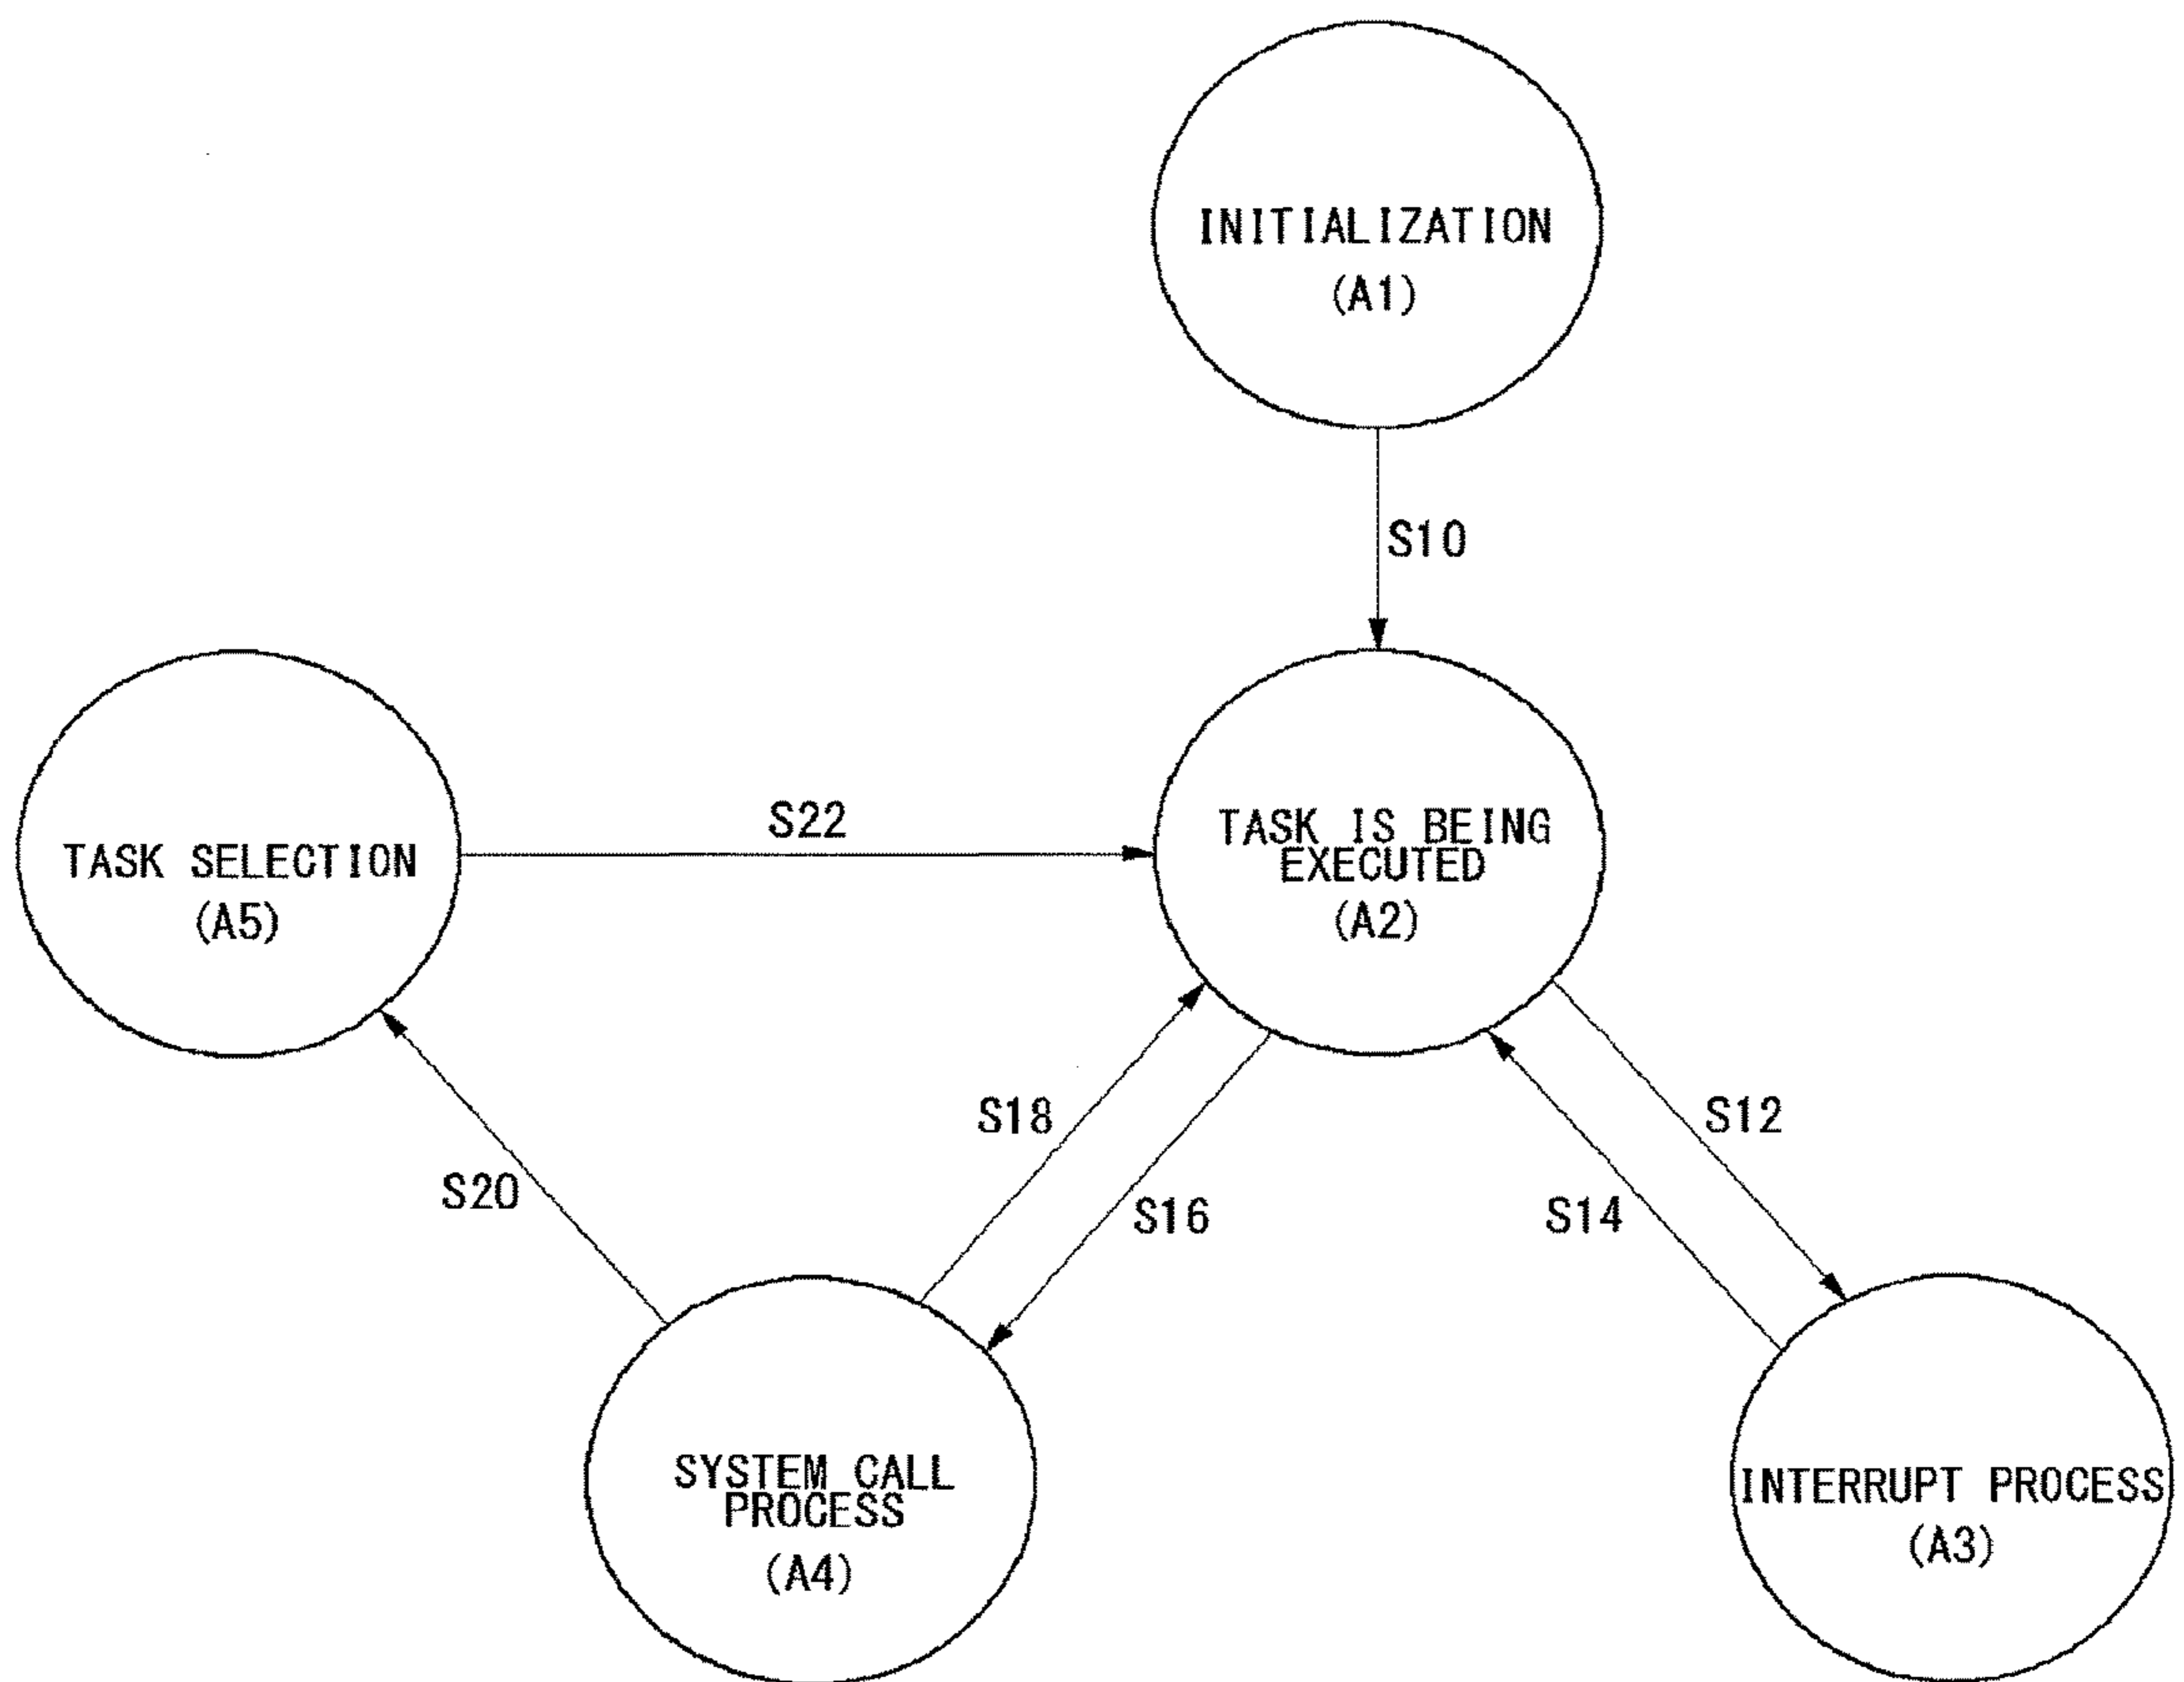 INITIALIZATION
(A1)
S10
S22
TASK IS BEING
EXECUTED
(A2)
TASK SELECTION
(A5)
S18
S12
S20
S16
S14
SYSTEM CALL
PROCESS
(A4)
INTERRUPT PROCESS
(A3)